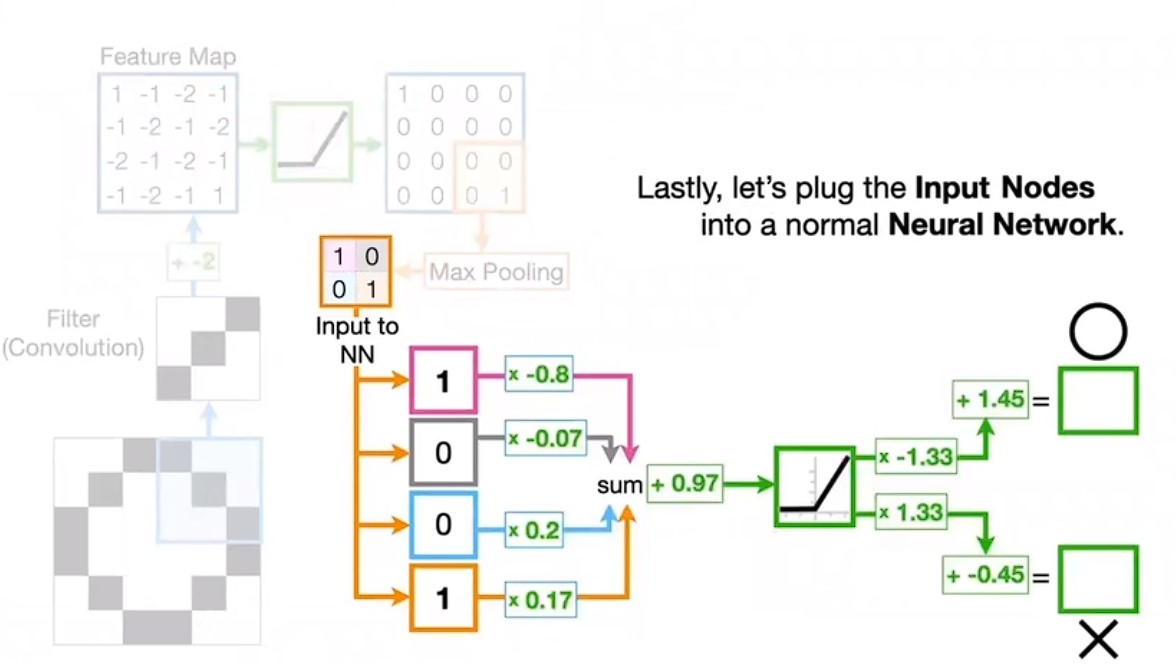 Feature Map
1 -1 -2 -1
-1 -2 -1 -2
-2 -1 -2 -1
-1 -2 -1 1
1 0 0 0
0 0 0 0
0 0 0 0
0 0 0 1
Lastly, let's plug the Input Nodes
into a normal Neural Network.
+ -2
1 0
0 1
Max Pooling
Filter
(Convolution)
Input to
NN
1
x -0.8
0
x -0.07
0
x 0.2
1
x 0.17
sum
+ 0.97
x -1.33
+ 1.45 =
x 1.33
+ -0.45 =